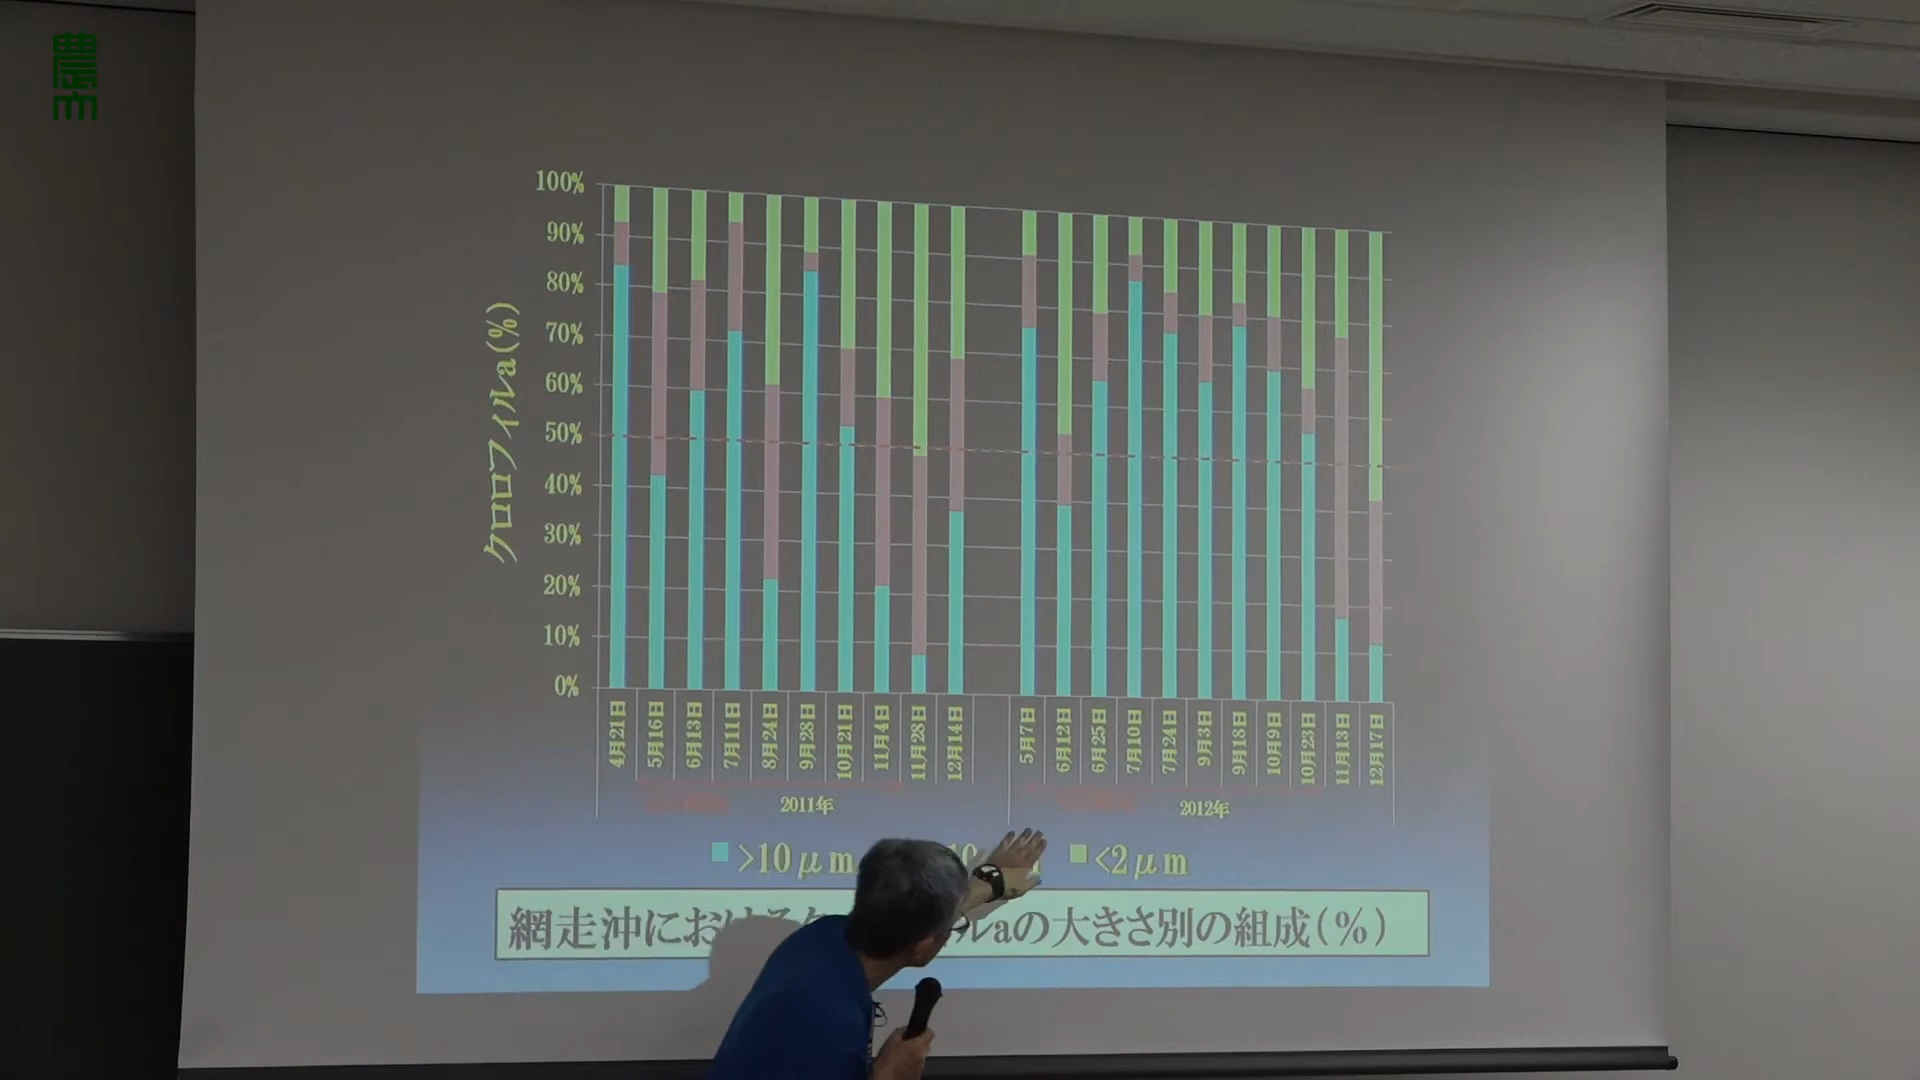 100%
90%
80%
70%
60%
50%
40%
30%
20%
10%
0%
クロロフィルa(%)
4月21日
5月16日
6月13日
7月11日
8月24日
9月28日
10月21日
11月4日
11月28日
12月14日
5月7日
6月12日
6月25日
7月10日
7月24日
9月3日
9月18日
10月9日
10月23日
11月13日
12月17日
2011年
2012年
>10μm
<2μm
網走沖にお
ルaの大きさ別の組成(%)